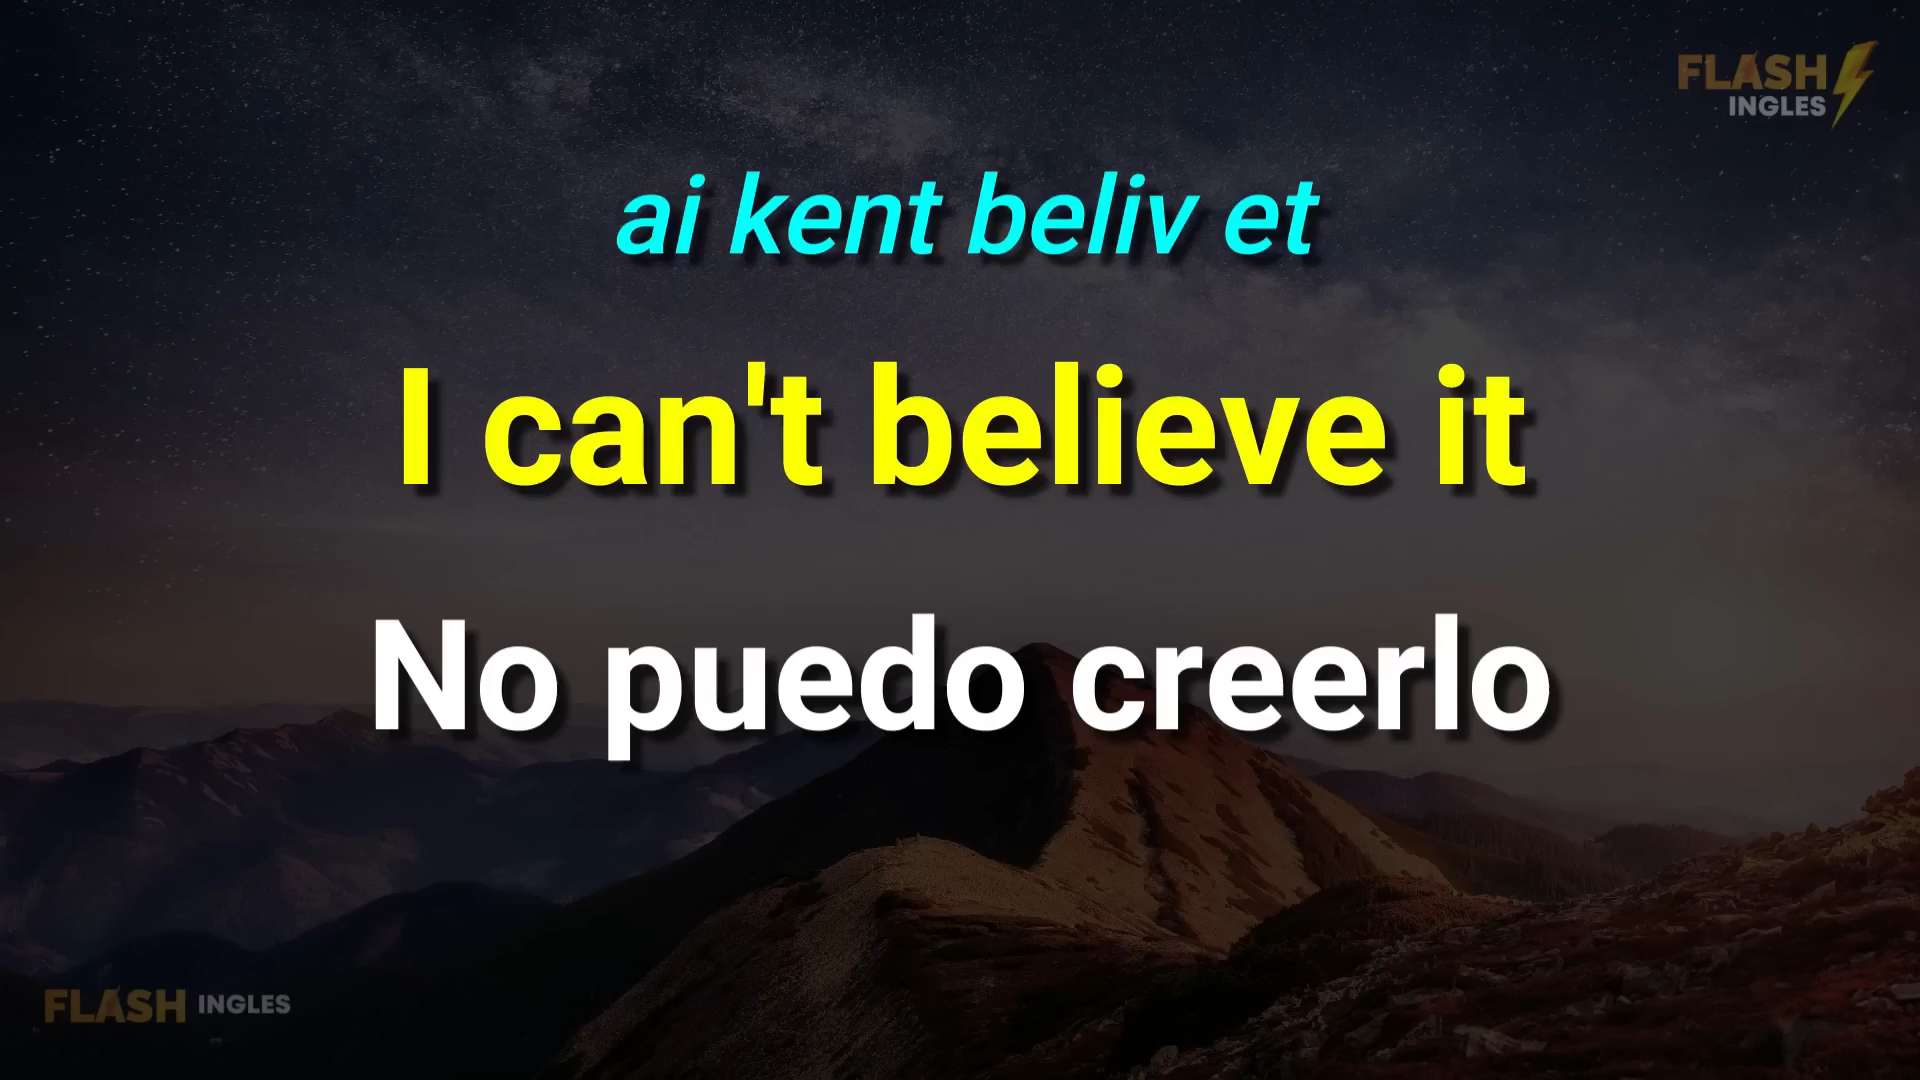 FLASH
INGLES
ai kent beliv et
I can't believe it
No puedo creerlo
FLASH INGLES